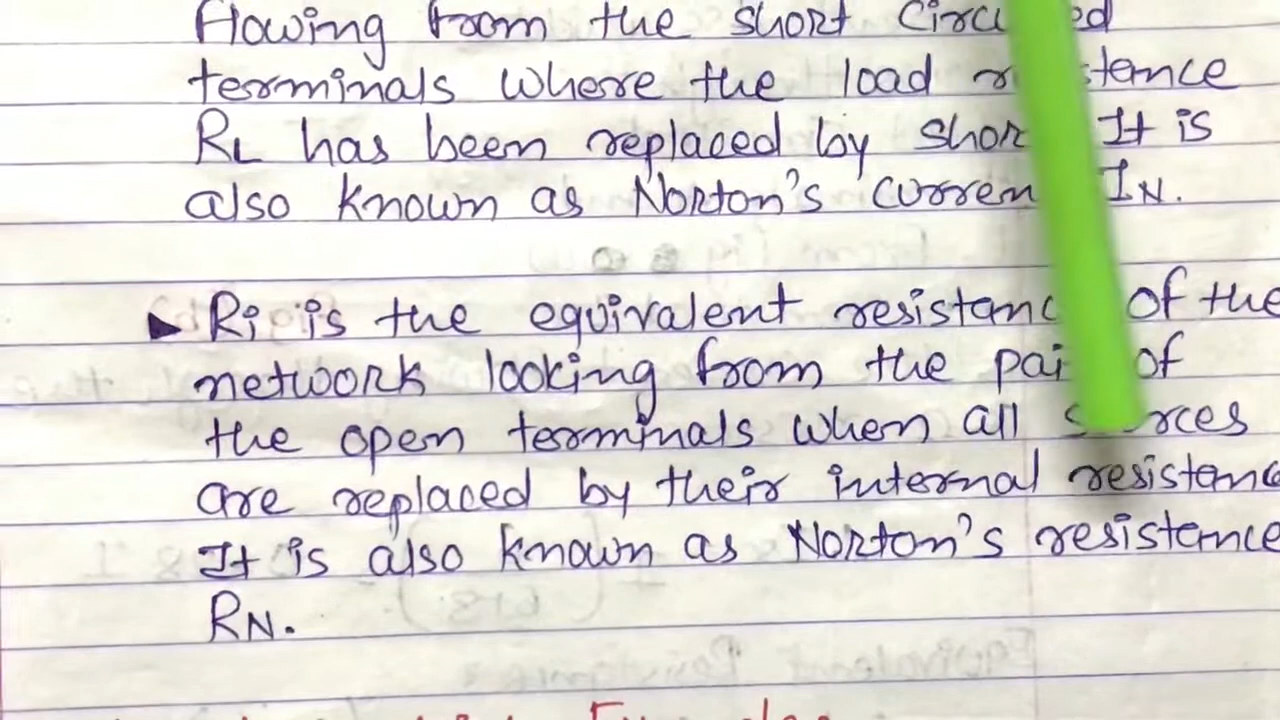 flowing from the short
terminals where the load
RL has been replaced by short It is
also known as Norton's current IN.
▶ Ri is the equivalent resistance of the
network looking from the pair of
the open terminals when all sources
are replaced by their internal resistence
It is also known as Norton's resistence
RN.